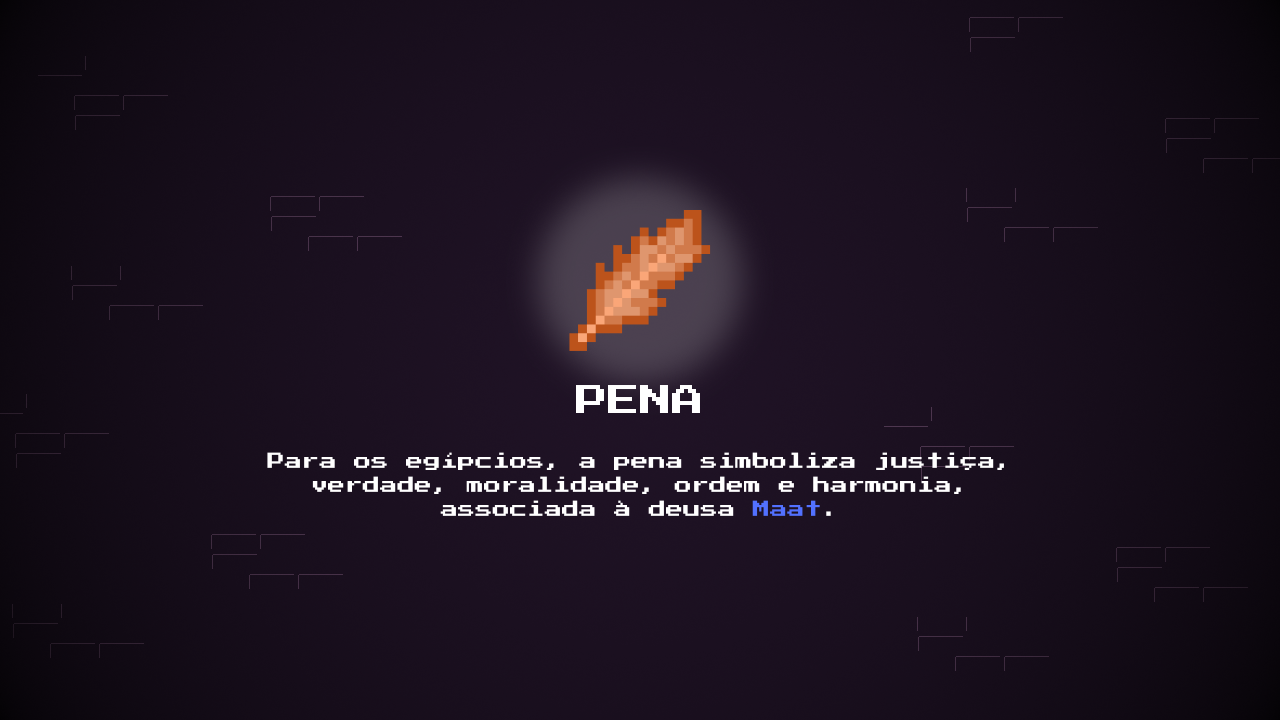 PENA
Para os egípcios, a pena simboliza justiça,
verdade, moralidade, ordem e harmonia,
associada à deusa Maat.